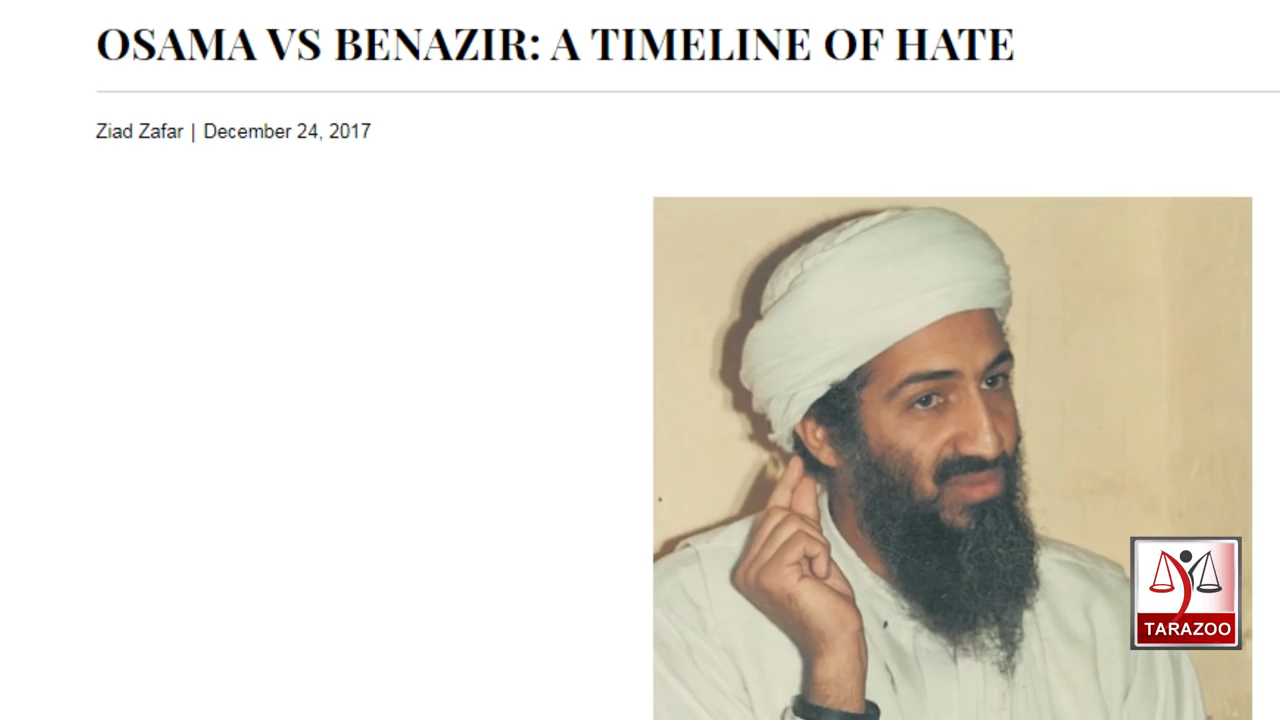 OSAMA VS BENAZIR: A TIMELINE OF HATE
Ziad Zafar | December 24, 2017
TARAZOO